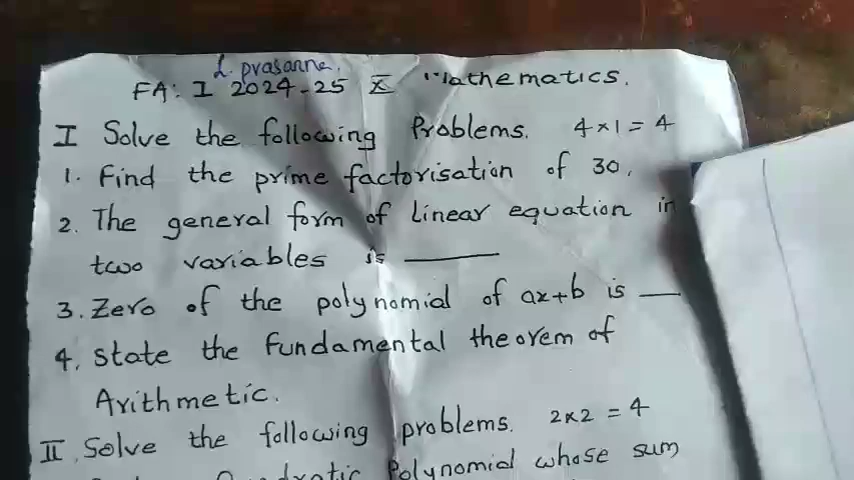 L. prasanna.
FA: I 2024-25 X Mathematics.
I Solve the following Problems. 4×1=4
1. Find the prime factorisation of 30.
2. The general form of linear equation in
two variables is ______
3. Zero of the polynomial of ax+b is ___
4. State the fundamental theorem of
Arithmetic.
II. Solve the following problems. 2×2=4
Quadratic Polynomial whose sum